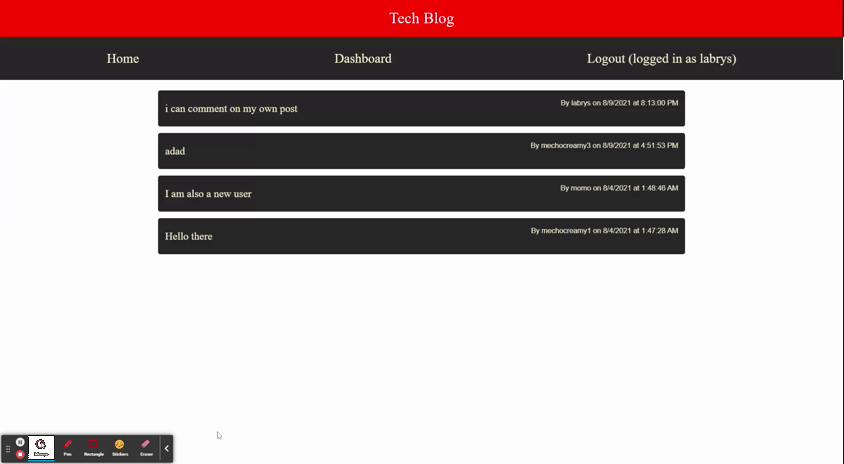 Tech Blog
Home Dashboard Logout (logged in as labrys)
i can comment on my own post By labrys on 8/9/2021 at 8:13:00 PM
adad By mechocreamy3 on 8/9/2021 at 4:51:53 PM
I am also a new user By momo on 8/4/2021 at 1:48:46 AM
Hello there By mechocreamy1 on 8/4/2021 at 1:47:28 AM
Pen Rectangle Stickers Eraser